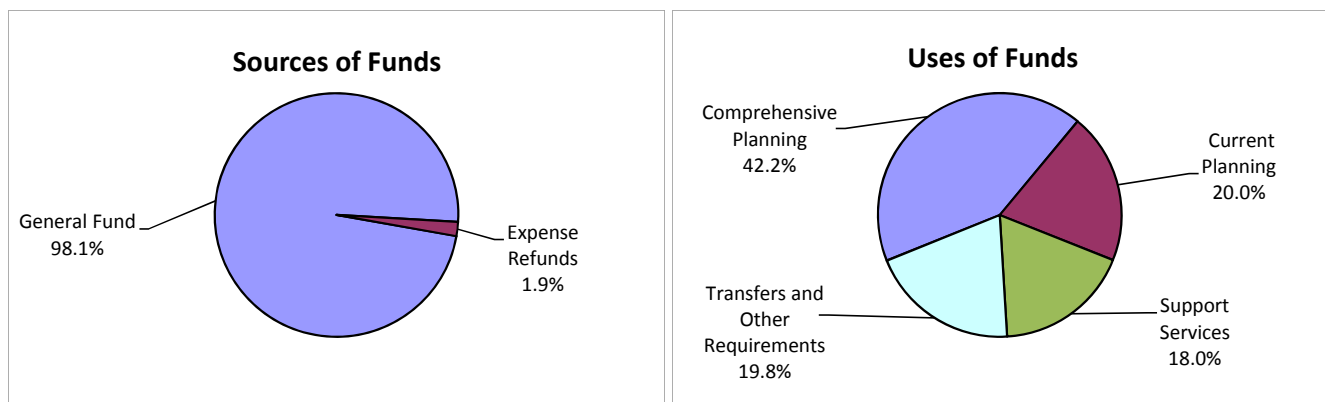 Sources of Funds
General Fund
98.1%
Expense
Refunds
1.9%
Uses of Funds
Comprehensive
Planning
42.2%
Current
Planning
20.0%
Transfers and
Other
Requirements
19.8%
Support
Services
18.0%